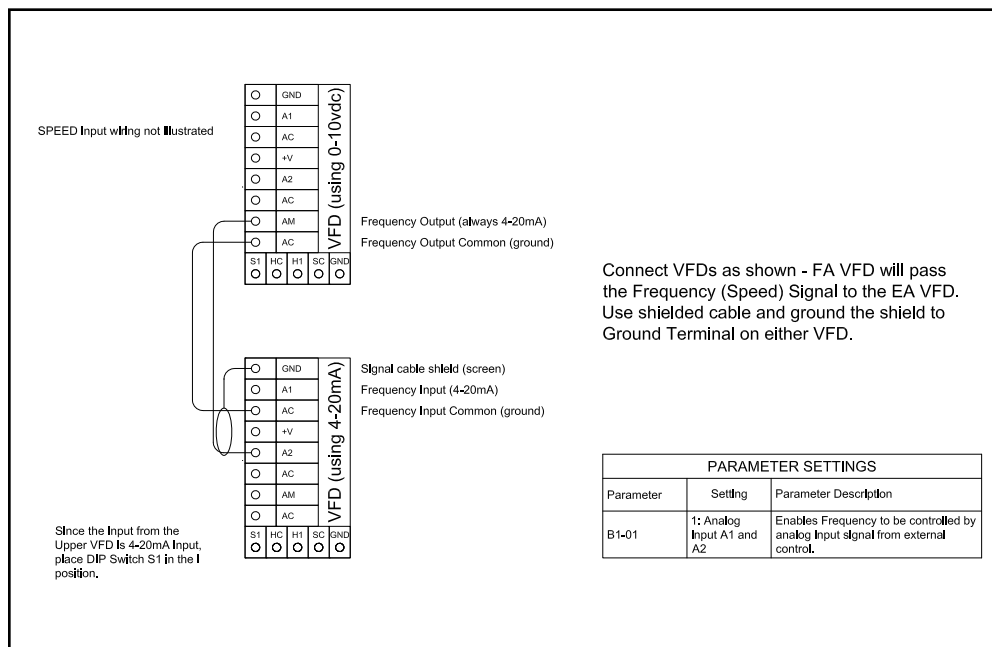 SPEED Input wiring not illustrated
GND
A1
AC
+V
A2
AC
AM
AC
VFD (using 0-10vdc)
S1 HC H1 SC GND
Frequency Output (always 4-20mA)
Frequency Output Common (ground)
Connect VFDs as shown - FA VFD will pass
the Frequency (Speed) Signal to the EA VFD.
Use shielded cable and ground the shield to
Ground Terminal on either VFD.
GND
A1
AC
+V
A2
AC
AM
AC
VFD (using 4-20mA)
S1 HC H1 SC GND
Signal cable shield (screen)
Frequency Input (4-20mA)
Frequency Input Common (ground)
Since the Input from the
Upper VFD is 4-20mA Input,
place DIP Switch S1 in the I
position.
PARAMETER SETTINGS
Parameter Setting Parameter Description
B1-01
1: Analog
Input A1 and
A2
Enables Frequency to be controlled by
analog input signal from external
control.